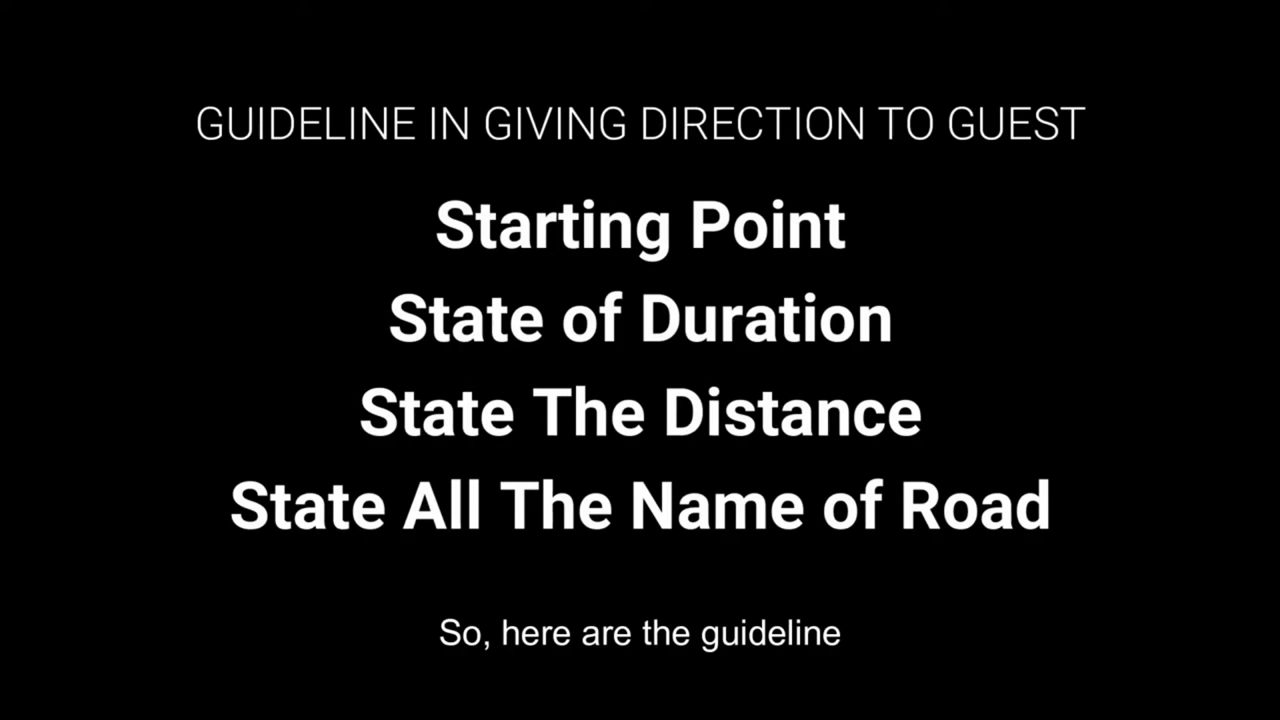 GUIDELINE IN GIVING DIRECTION TO GUEST
Starting Point
State of Duration
State The Distance
State All The Name of Road
So, here are the guideline